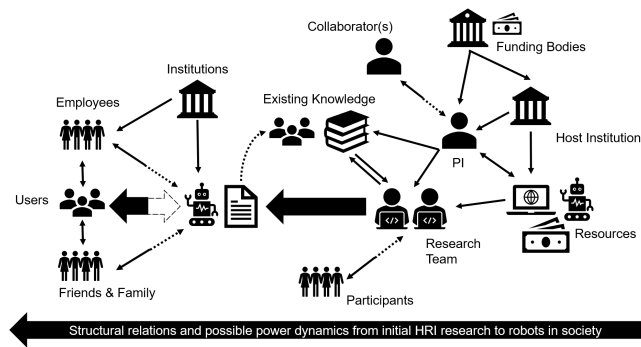 Collaborator(s)
Funding Bodies
Institutions
Employees
Existing Knowledge
Host Institution
PI
Users
Research
Team
Resources
Friends & Family
Participants
Structural relations and possible power dynamics from initial HRI research to robots in society